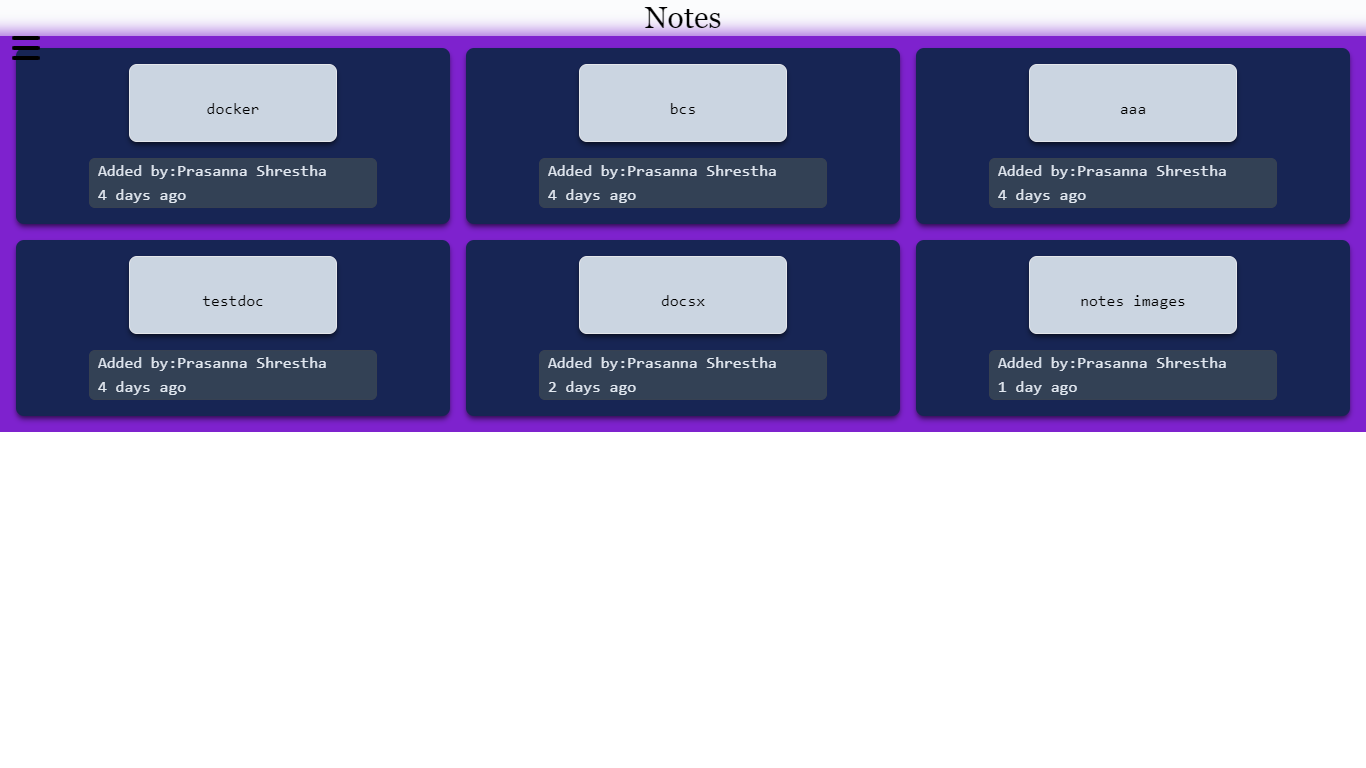 Notes
docker
Added by:Prasanna Shrestha
4 days ago
bcs
Added by:Prasanna Shrestha
4 days ago
aaa
Added by:Prasanna Shrestha
4 days ago
testdoc
Added by:Prasanna Shrestha
4 days ago
docsx
Added by:Prasanna Shrestha
2 days ago
notes images
Added by:Prasanna Shrestha
1 day ago